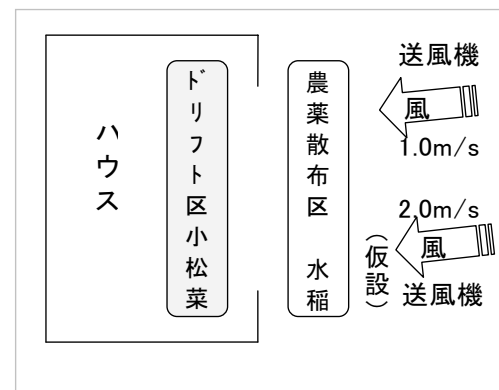 ハウス
ドリフト区小松菜
農薬散布区　水稲
送風機
風
1.0m/s
2.0m/s
風
（仮設）
送風機